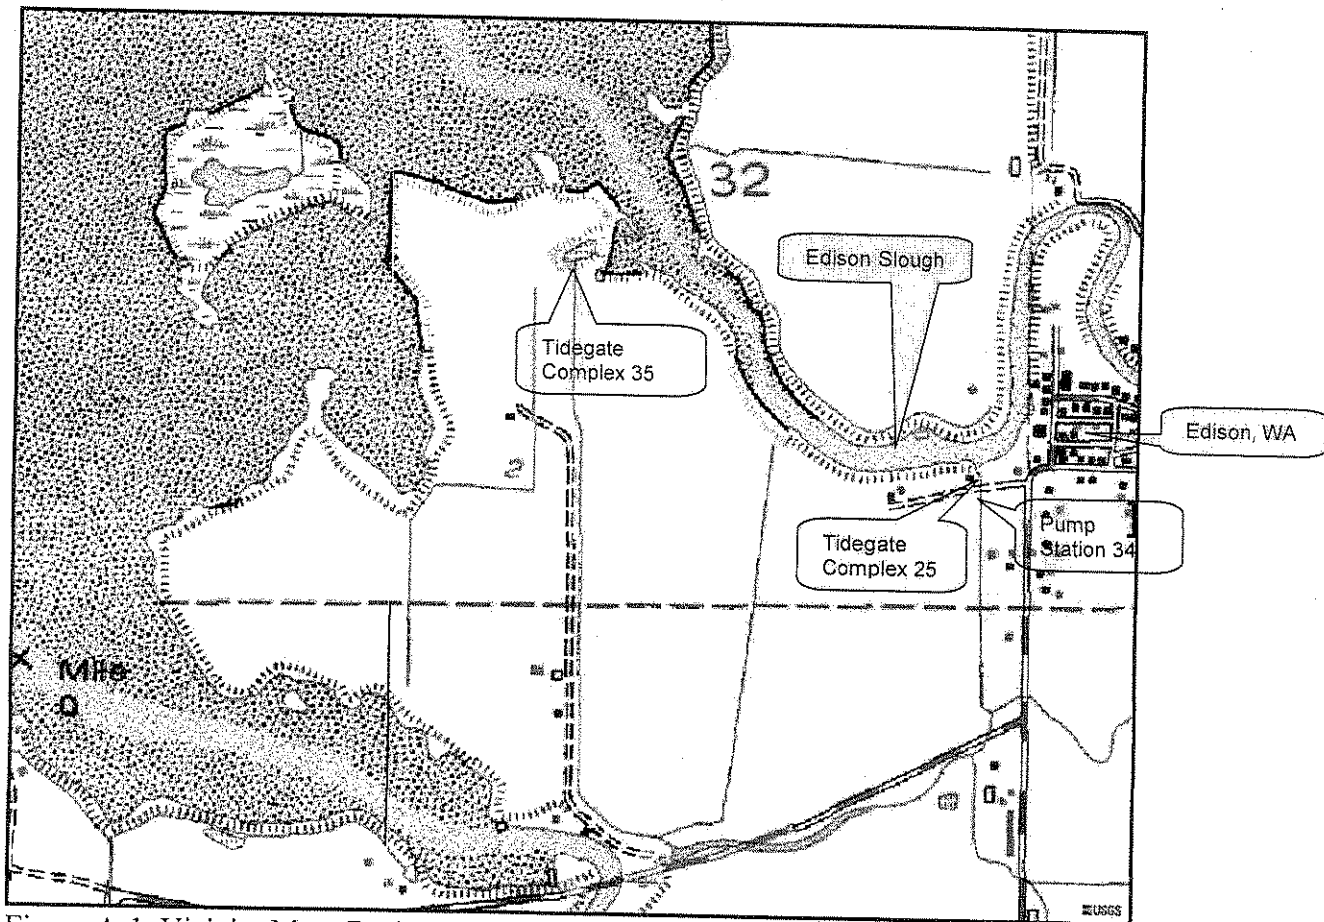 32
Edison Slough
Tidegate
Complex 35
2
Edison, WA
Tidegate
Complex 25
Pump
Station 34
Mile
0
USGS